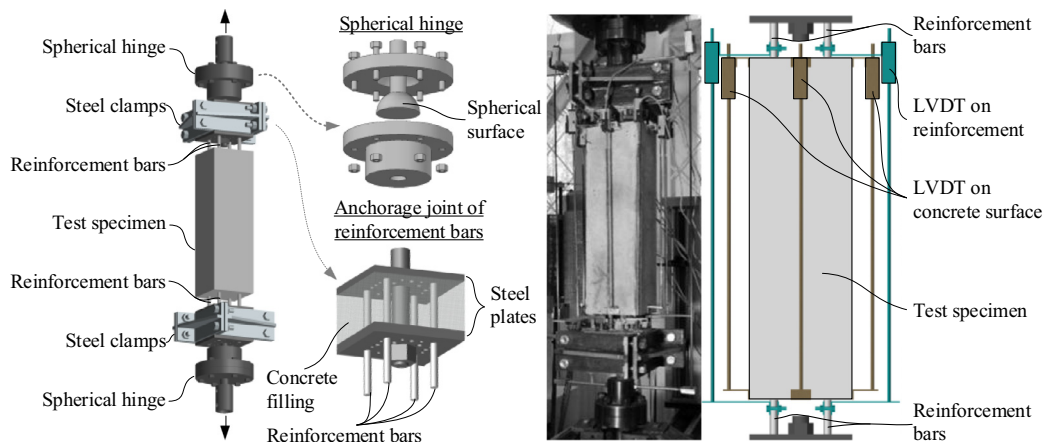 Spherical hinge
Steel clamps
Reinforcement bars
Test specimen
Reinforcement bars
Steel clamps
Spherical hinge
Spherical hinge
Spherical
surface
Anchorage joint of
reinforcement bars
Steel
plates
Concrete
filling
Reinforcement bars
Reinforcement
bars
LVDT on
reinforcement
LVDT on
concrete surface
Test specimen
Reinforcement
bars